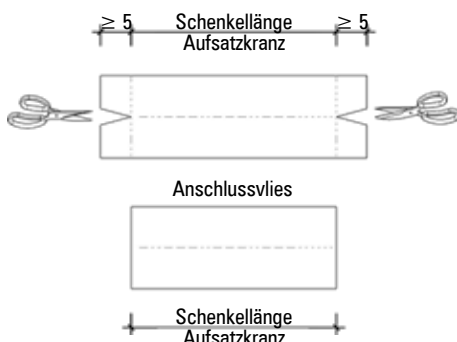 ≥ 5 Schenkellänge ≥ 5
Aufsatzkranz
Anschlussvlies
Schenkellänge
Aufsatzkranz